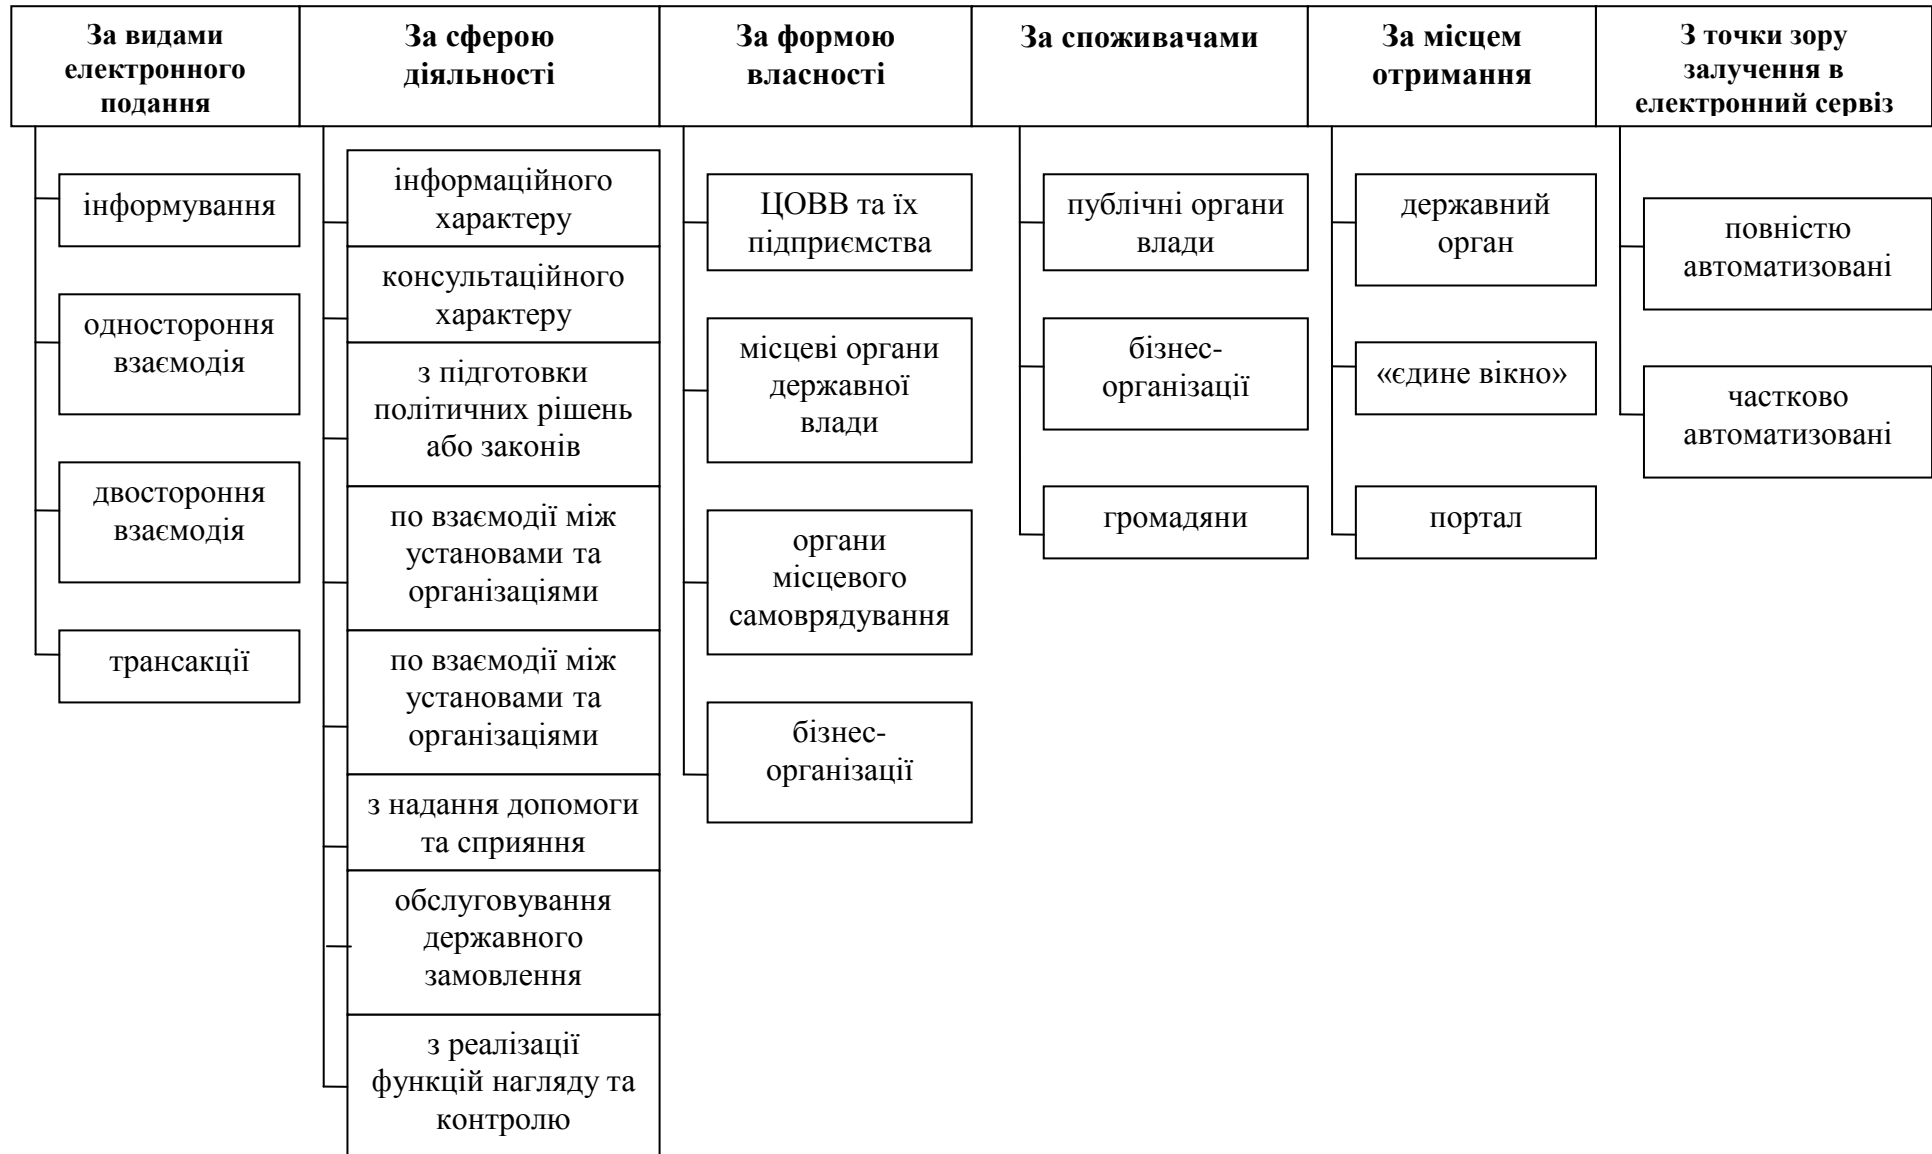 За видами
електронного
подання
За сферою
діяльності
За формою
власності
За споживачами
За місцем
отримання
З точки зору
залучення в
електронний сервіз
інформування
одностороння
взаємодія
двостороння
взаємодія
трансакції
інформаційного
характеру
консультаційного
характеру
з підготовки
політичних рішень
або законів
по взаємодії між
установами та
організаціями
по взаємодії між
установами та
організаціями
з надання допомоги
та сприяння
обслуговування
державного
замовлення
з реалізації
функцій нагляду та
контролю
ЦОВВ та їх
підприємства
місцеві органи
державної
влади
органи
місцевого
самоврядування
бізнес-
організації
публічні органи
влади
бізнес-
організації
громадяни
державний
орган
«єдине вікно»
портал
повністю
автоматизовані
частково
автоматизовані